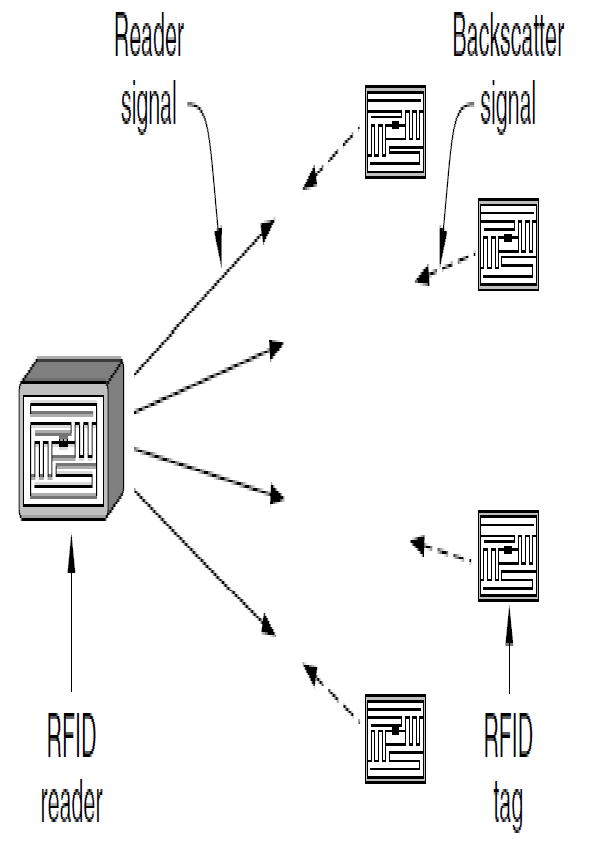 Reader
signal
Backscatter
signal
RFID
reader
RFID
tag